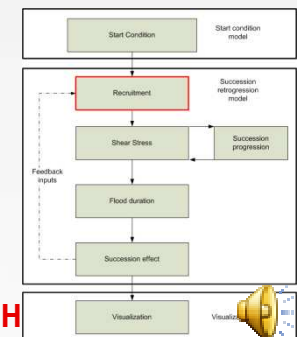 Start Condition
Start condition
model
Recruitment
Succession
retrogression
model
Shear Stress
Succession
progression
Feedback
inputs
Flood duration
Succession effect
H
Visualization